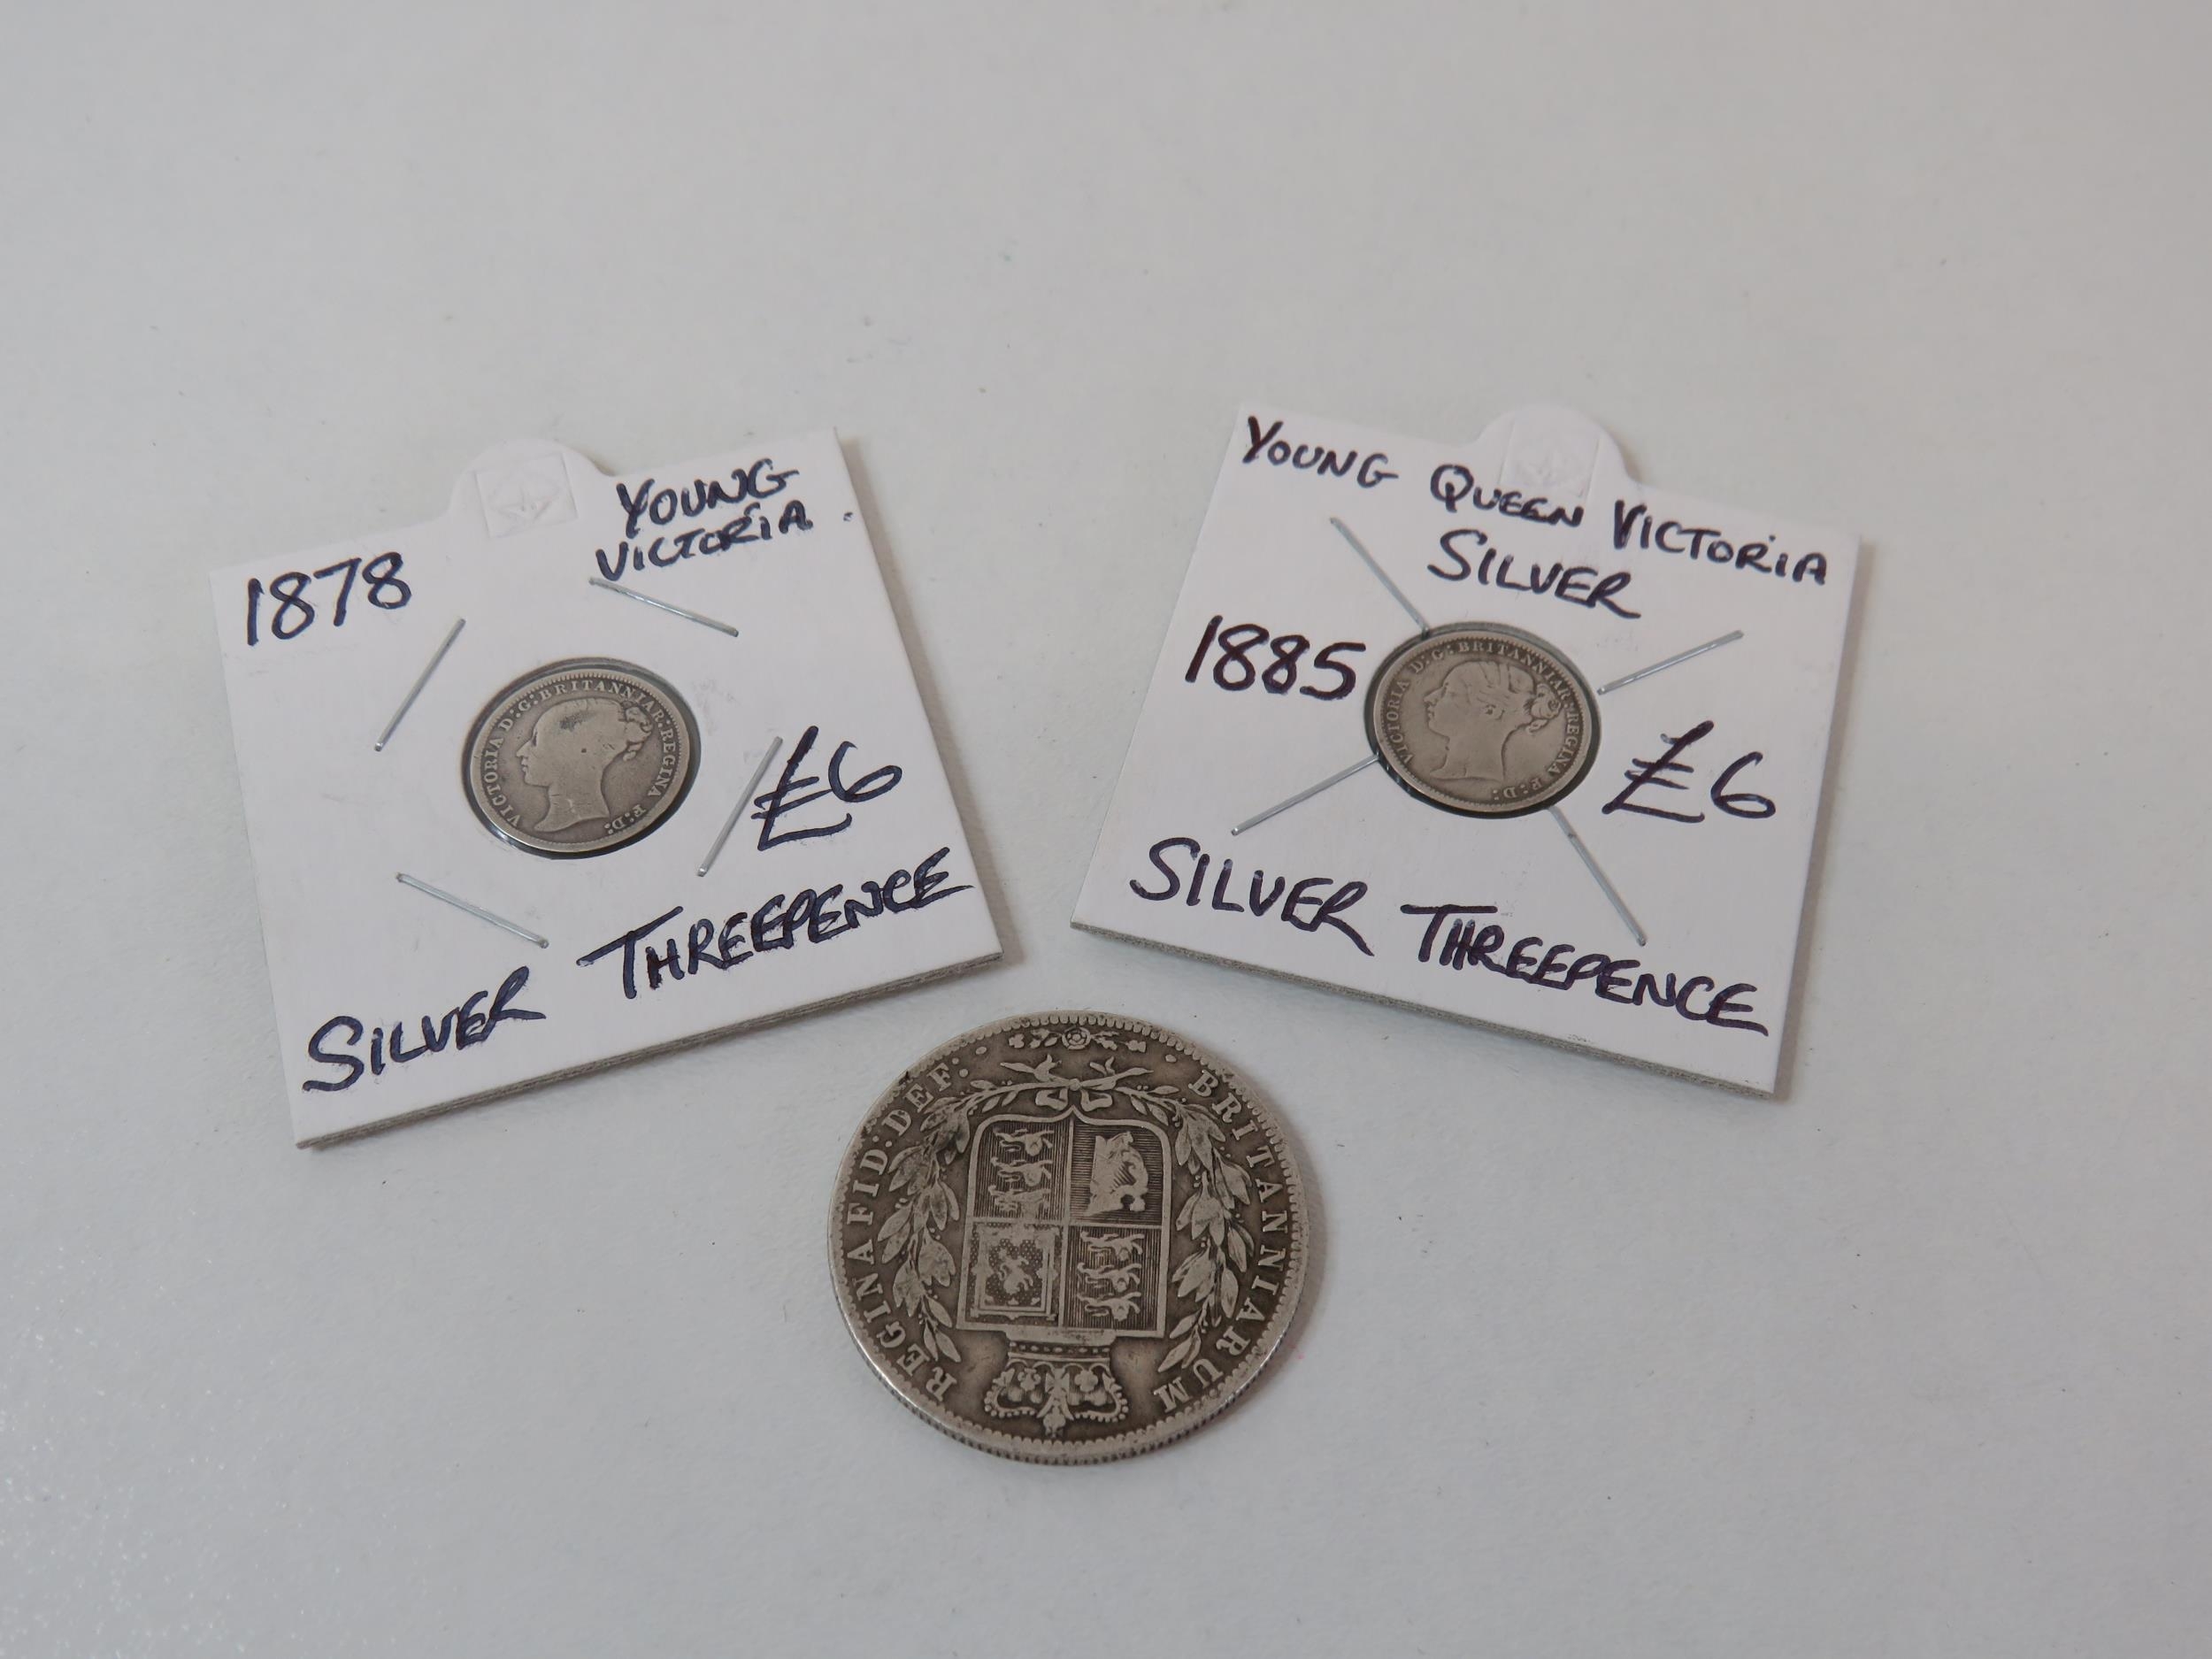 1878
YOUNG
VICTORIA.
£6
SILVER THREEPENCE
VICTORIA D:G:BRITANNIAR:REGINA F:D:
YOUNG QUEEN VICTORIA
SILVER
1885
£6
SILVER THREEPENCE
VICTORIA D:G:BRITANNIAR:REGINA F:D:
BRITANNIARUM REGINA FID:DEF: